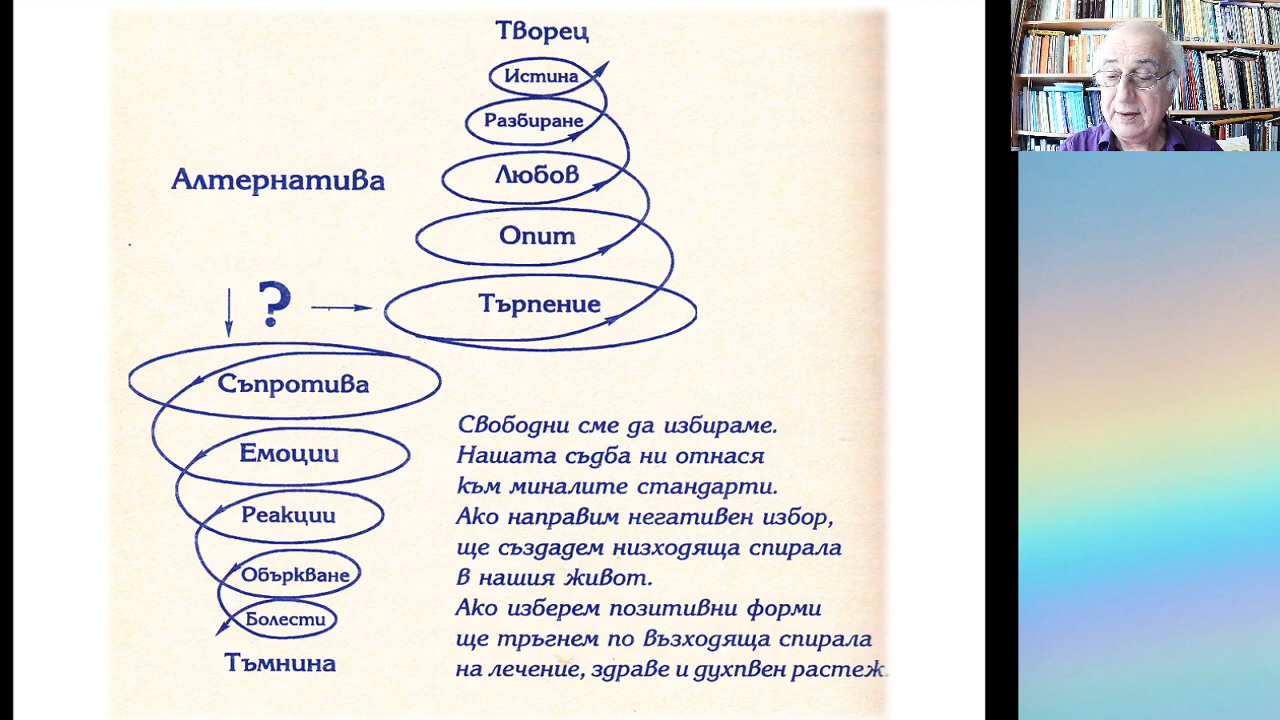 Творец
Истина
Разбиране
Любов
Алтернатива
Опит
?
Търпение
Съпротива
Емоции
Реакции
Объркване
Болести
Тъмнина
Свободни сме да избираме.
Нашата съдба ни отнася
към миналите стандарти.
Ако направим негативен избор,
ще създадем низходяща спирала
в нашия живот.
Ако изберем позитивни форми
ще тръгнем по възходяща спирала
на лечение, здраве и духпвен растеж.